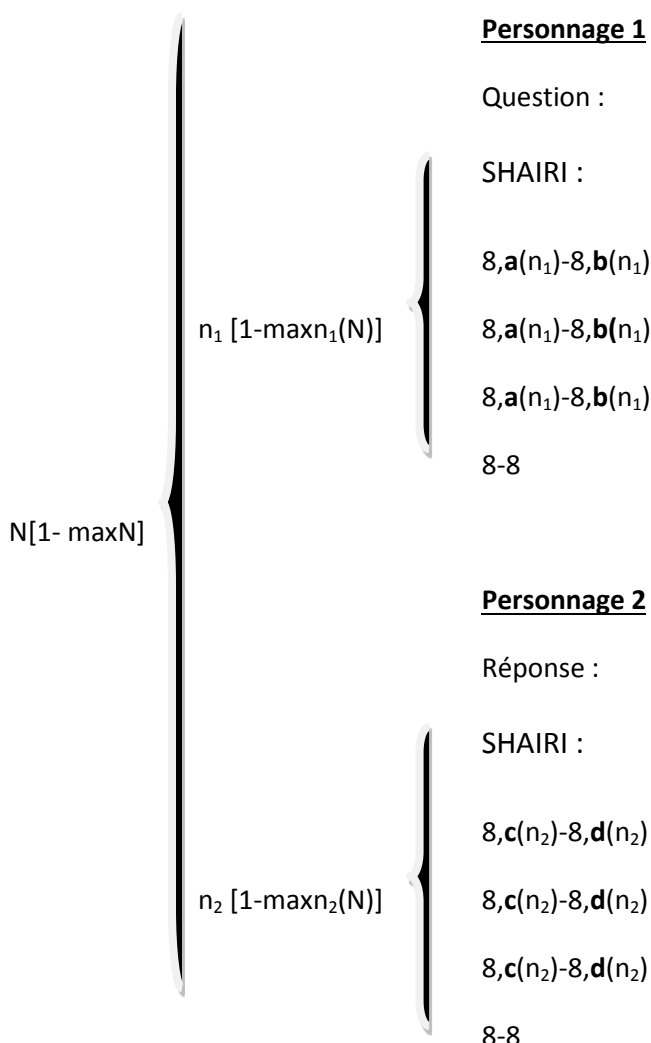 Personnage 1
Question :
SHAIRI :
8,a(n₁)-8,b(n₁)
n₁ [1-maxn₁(N)]
8,a(n₁)-8,b(n₁)
8,a(n₁)-8,b(n₁)
8-8
N[1- maxN]
Personnage 2
Réponse :
SHAIRI :
8,c(n₂)-8,d(n₂)
n₂ [1-maxn₂(N)]
8,c(n₂)-8,d(n₂)
8,c(n₂)-8,d(n₂)
8-8